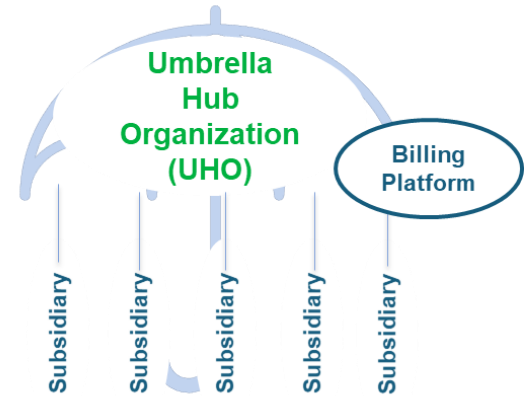 Umbrella
Hub
Organization
(UHO)
Billing
Platform
Subsidiary
Subsidiary
Subsidiary
Subsidiary
Subsidiary